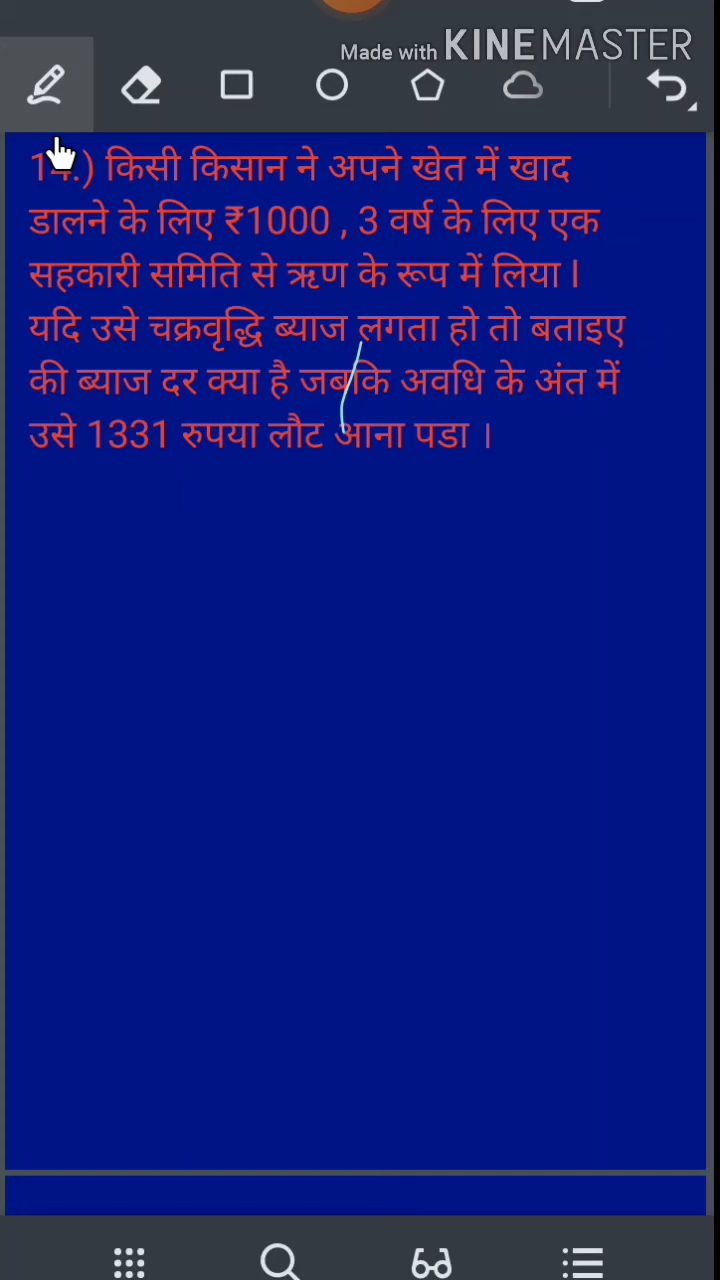 Made with KINEMASTER
14.) किसी किसान ने अपने खेत में खाद
डालने के लिए ₹1000 , 3 वर्ष के लिए एक
सहकारी समिति से ऋण के रूप में लिया l
यदि उसे चक्रवृद्धि ब्याज लगता हो तो बताइए
की ब्याज दर क्या है जबकि अवधि के अंत में
उसे 1331 रुपया लौट आना पडा ।